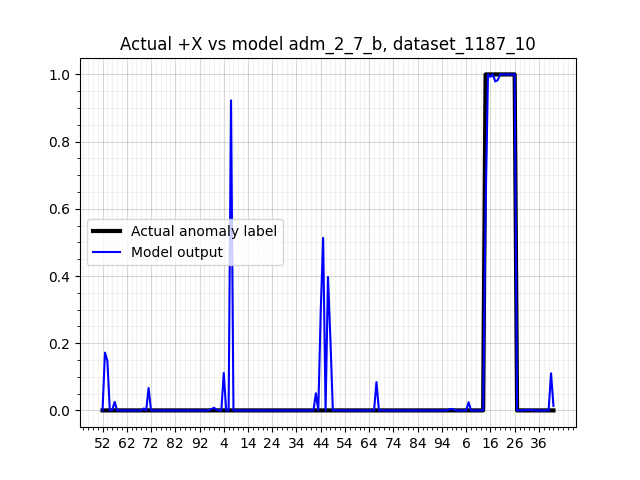 Actual +X vs model adm_2_7_b, dataset_1187_10
1.0
0.8
0.6
0.4
0.2
0.0
Actual anomaly label
Model output
52 62 72 82 92 4 14 24 34 44 54 64 74 84 94 6 16 26 36